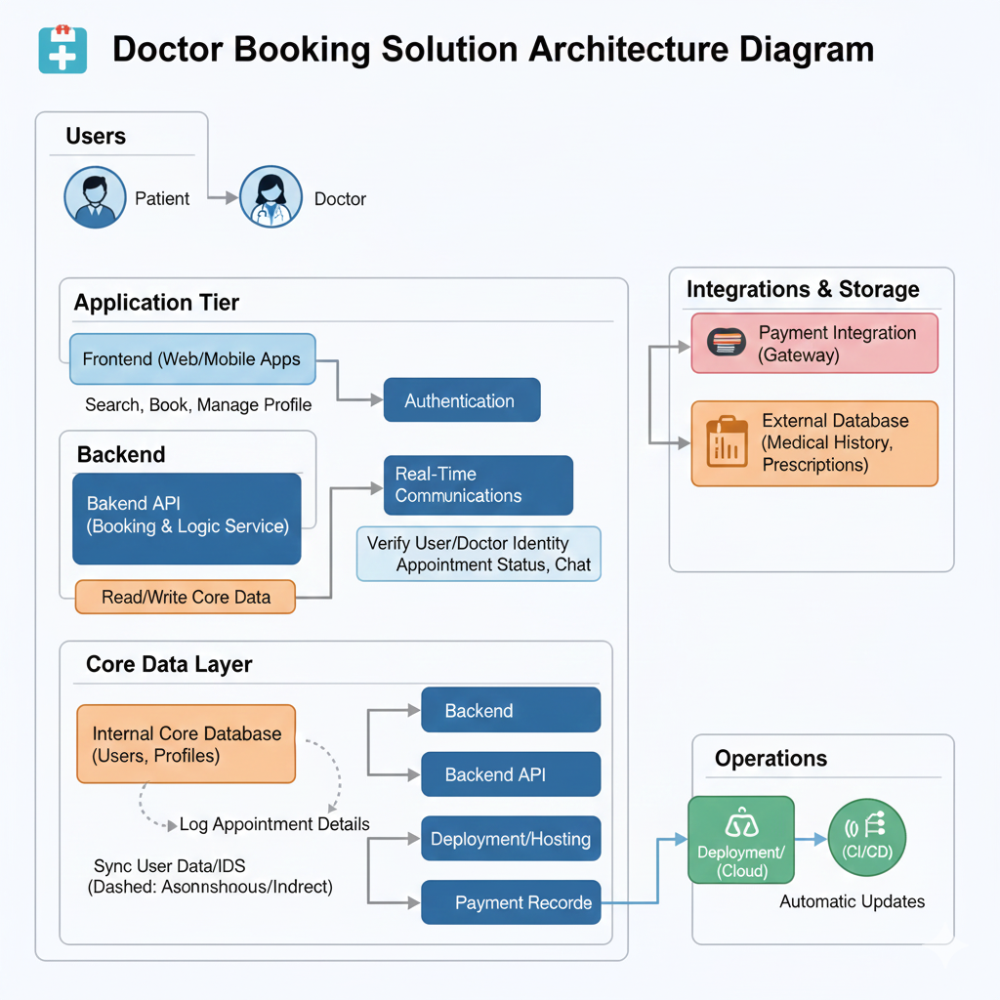 Doctor Booking Solution Architecture Diagram
Users
Patient
Doctor
Application Tier
Frontend (Web/Mobile Apps
Search, Book, Manage Profile
Authentication
Backend
Bakend API
(Booking & Logic Service)
Read/Write Core Data
Real-Time
Communications
Verify User/Doctor Identity
Appointment Status, Chat
Integrations & Storage
Payment Integration
(Gateway)
External Database
(Medical History,
Prescriptions)
Core Data Layer
Internal Core Database
(Users, Profiles)
Log Appointment Details
Sync User Data/IDS
(Dashed: Asonnshnous/Indirect)
Backend
Backend API
Deployment/Hosting
Payment Recorde
Operations
Deployment/
(Cloud)
(CI/CD)
Automatic Updates